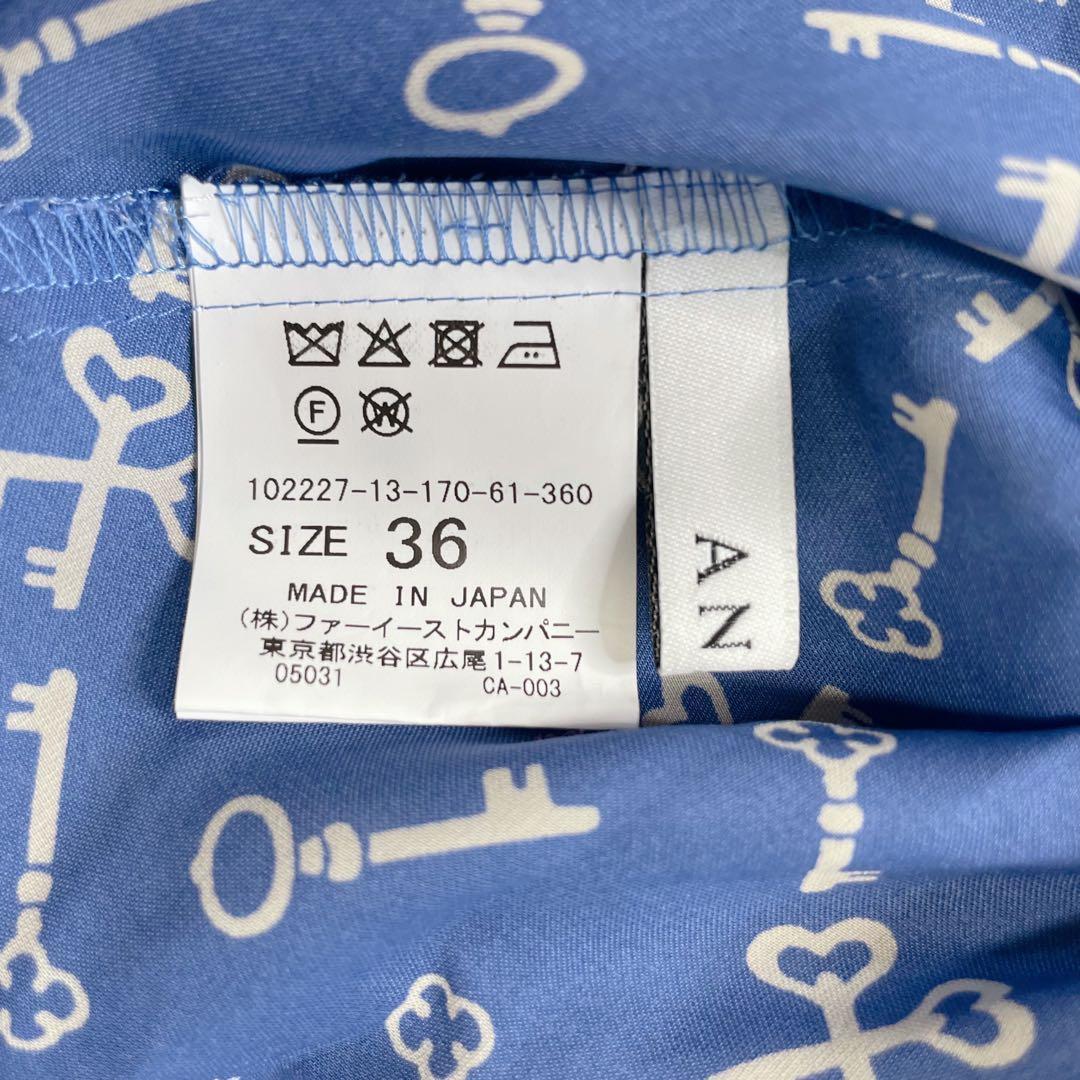 F W
102227-13-170-61-360
SIZE 36
MADE IN JAPAN
(株)ファーイーストカンパニー
東京都渋谷区広尾1-13-7
05031 CA-003
AN